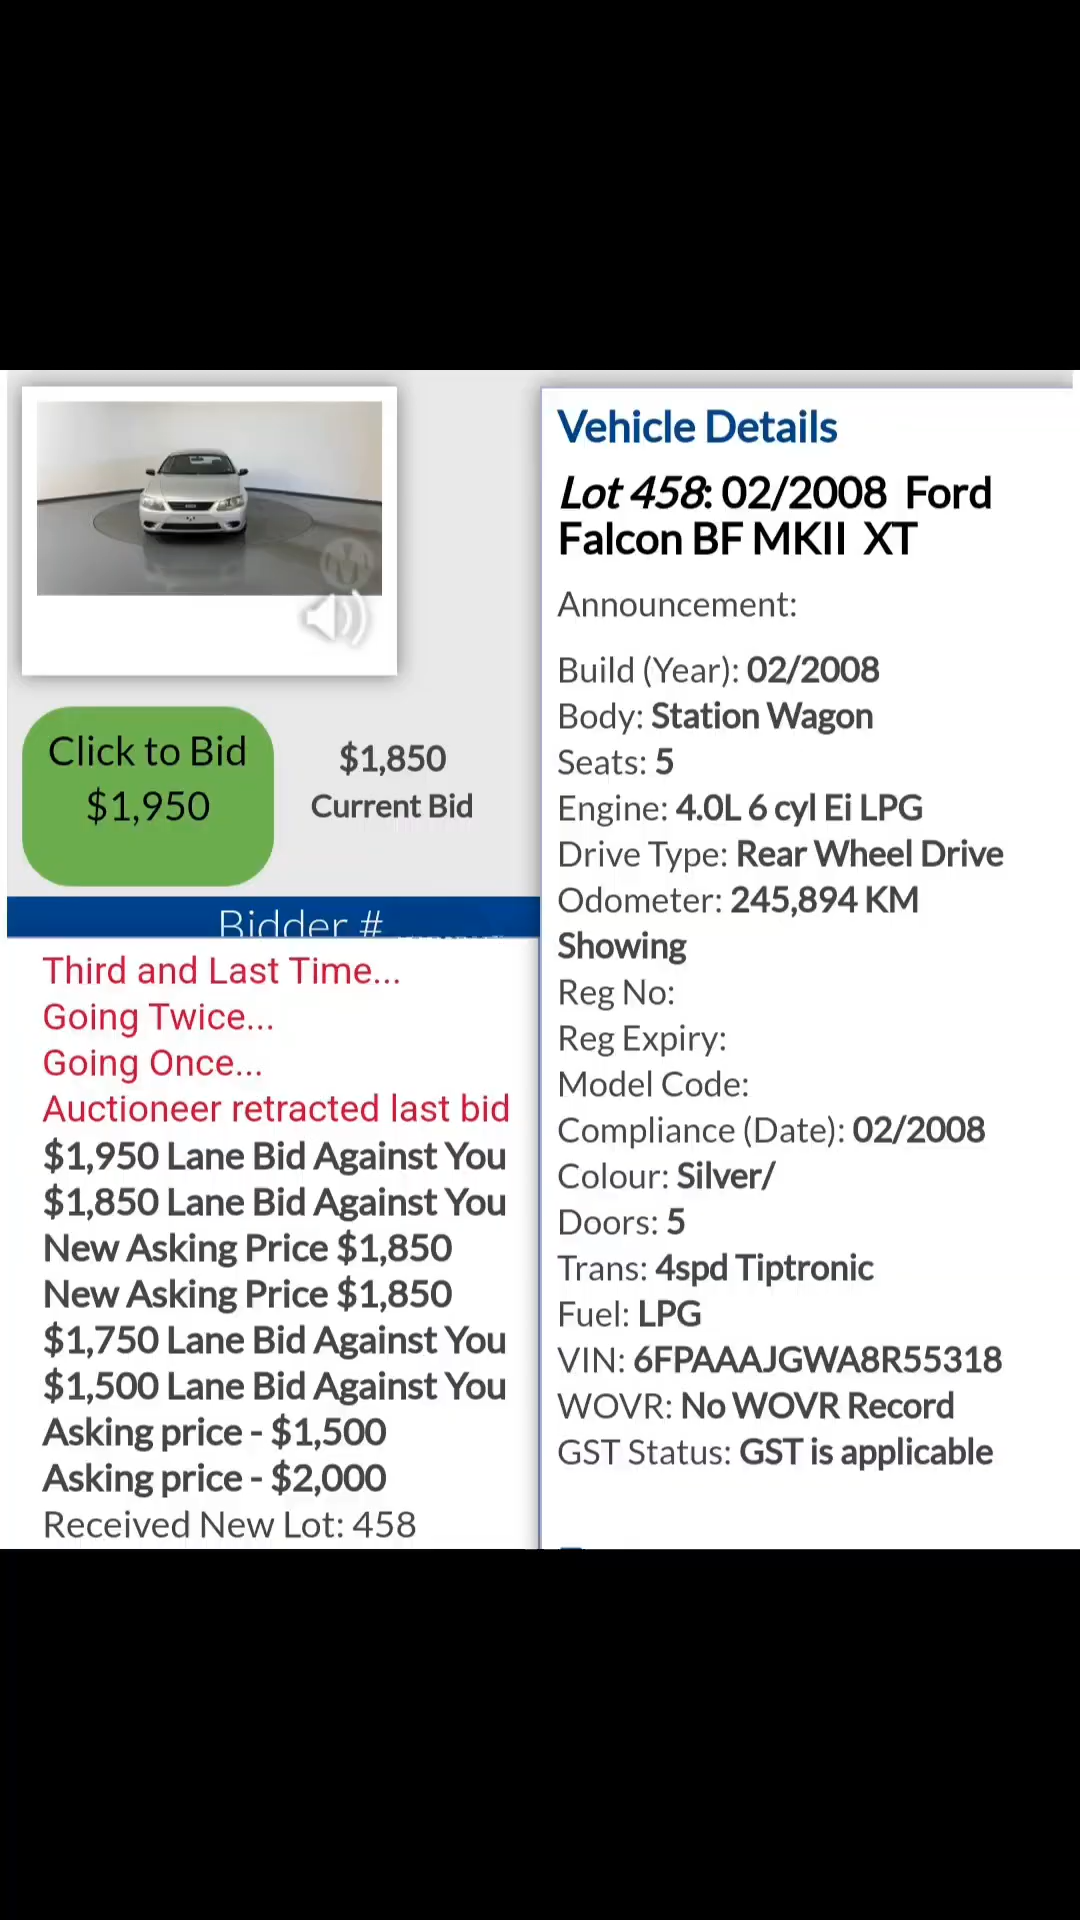 Click to Bid
$1,950
$1,850
Current Bid
Bidder #
Third and Last Time...
Going Twice...
Going Once...
Auctioneer retracted last bid
$1,950 Lane Bid Against You
$1,850 Lane Bid Against You
New Asking Price $1,850
New Asking Price $1,850
$1,750 Lane Bid Against You
$1,500 Lane Bid Against You
Asking price - $1,500
Asking price - $2,000
Received New Lot: 458
Vehicle Details
Lot 458: 02/2008 Ford
Falcon BF MKII XT
Announcement:
Build (Year): 02/2008
Body: Station Wagon
Seats: 5
Engine: 4.0L 6 cyl Ei LPG
Drive Type: Rear Wheel Drive
Odometer: 245,894 KM
Showing
Reg No:
Reg Expiry:
Model Code:
Compliance (Date): 02/2008
Colour: Silver/
Doors: 5
Trans: 4spd Tiptronic
Fuel: LPG
VIN: 6FPAAAJGWA8R55318
WOVR: No WOVR Record
GST Status: GST is applicable